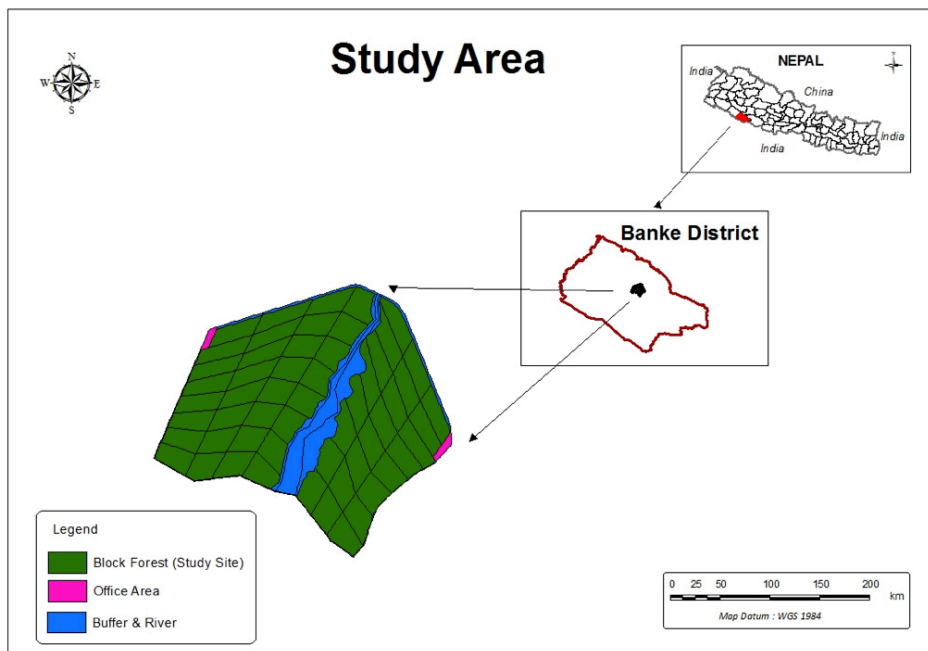 Study Area
N
W E
S
NEPAL
India
China
India
India
Banke District
Legend
Block Forest (Study Site)
Office Area
Buffer & River
0 25 50 100 150 200
km
Map Datum : WGS 1984